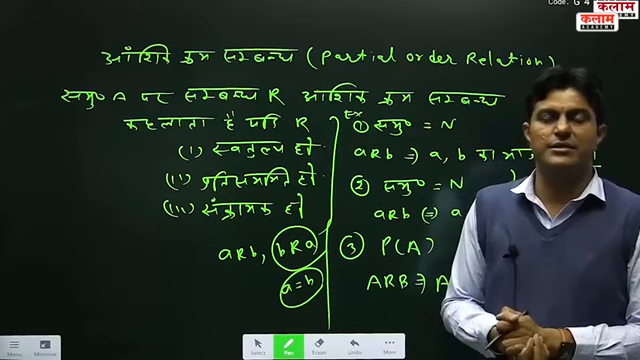 Code. G 4
कलाम
कलाम
ACADEMY
आंशिक क्रम सम्बन्ध (Partial Order Relation)
समु० A पर सम्बन्ध R आंशिक क्रम सम्बन्ध
कहलाता है यदि R
(i) स्वतुल्य हो
(ii) प्रतिसममित हो
(iii) संक्रामक हो
aRb, bRa
a=b
Ex
① समु० = N
aRb ⇒ a, b का
② समु० = N
aRb ⇒ a
③ P(A)
ARB ⇒ A
Menu
Select
Pen
Eraser
Undo
More